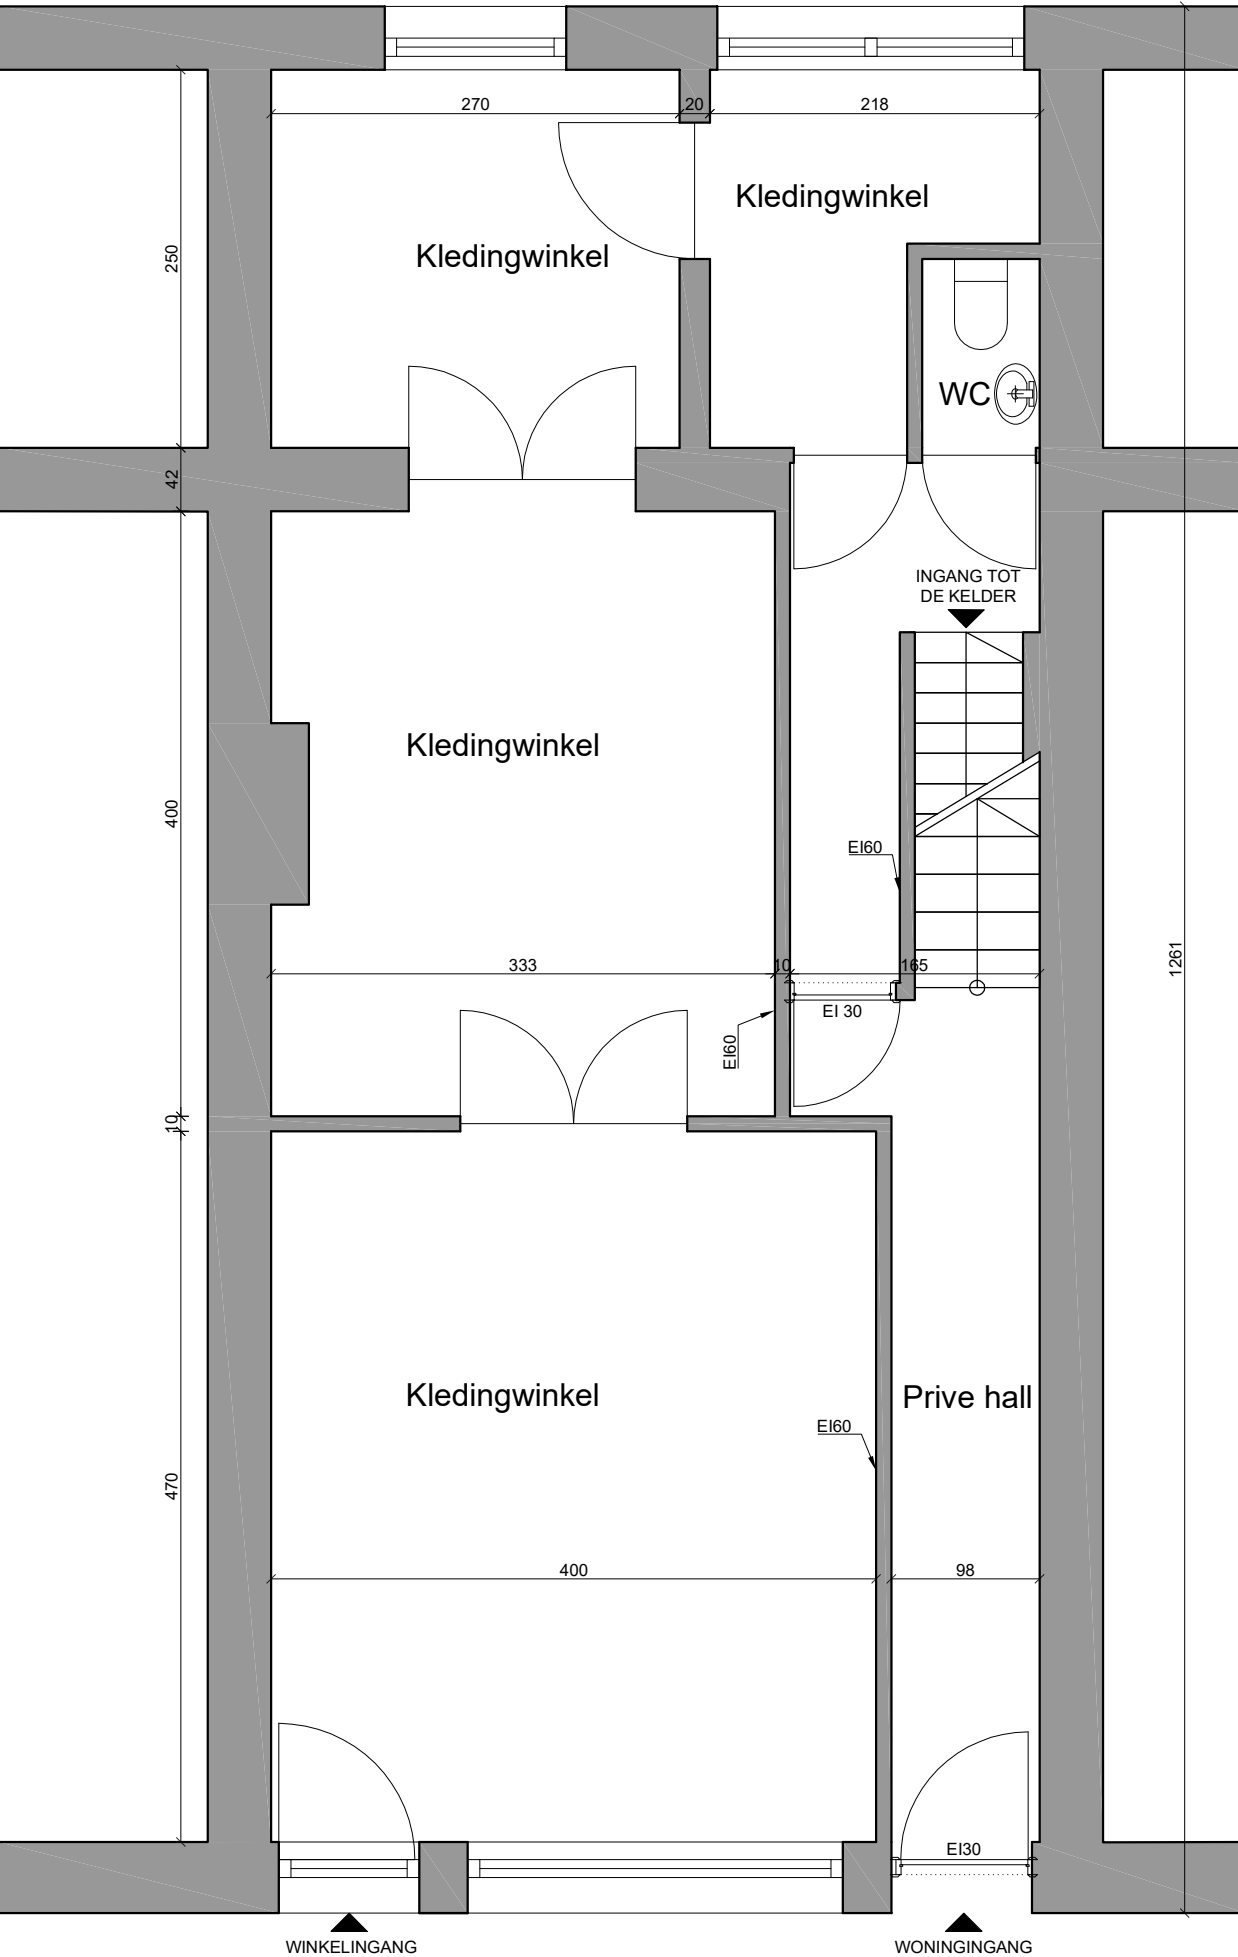 270
20
218
Kledingwinkel
Kledingwinkel
250
WC
42
INGANG TOT
DE KELDER
Kledingwinkel
400
EI60
1261
333
10
165
EI 30
EI60
10
Kledingwinkel
Prive hall
EI60
470
400
98
EI30
WINKELINGANG
WONINGINGANG